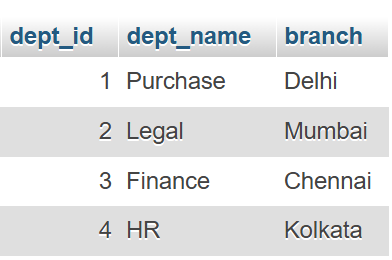 dept_id dept_name branch
1 Purchase Delhi
2 Legal Mumbai
3 Finance Chennai
4 HR Kolkata